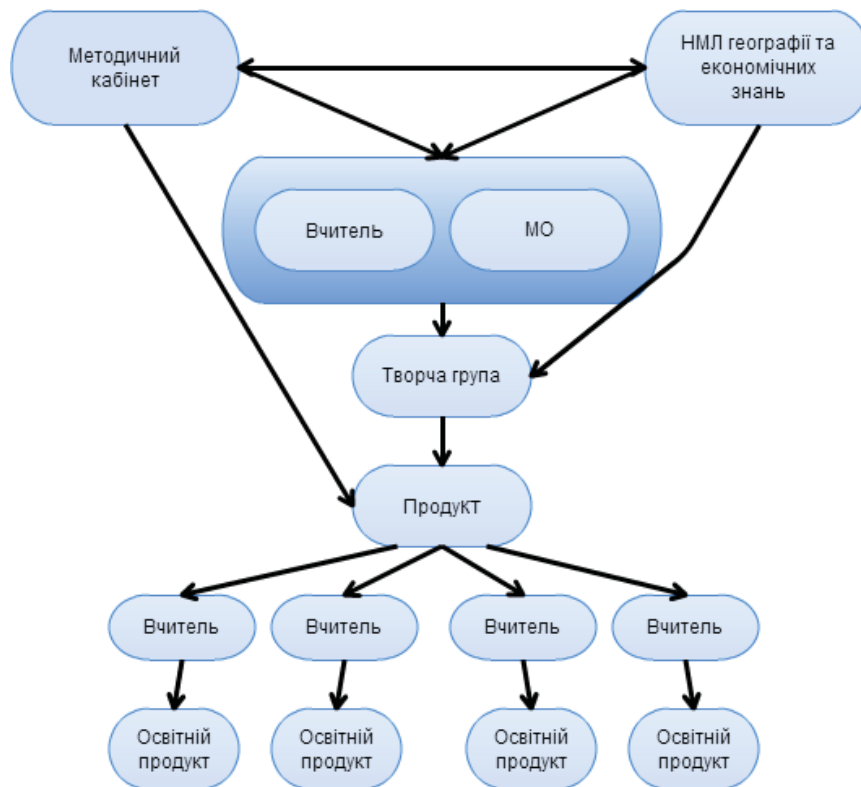 Методичний
кабінет
НМЛ географії та
економічних
знань
Вчитель
МО
Творча група
Продукт
Вчитель
Вчитель
Вчитель
Вчитель
Освітній
продукт
Освітній
продукт
Освітній
продукт
Освітній
продукт